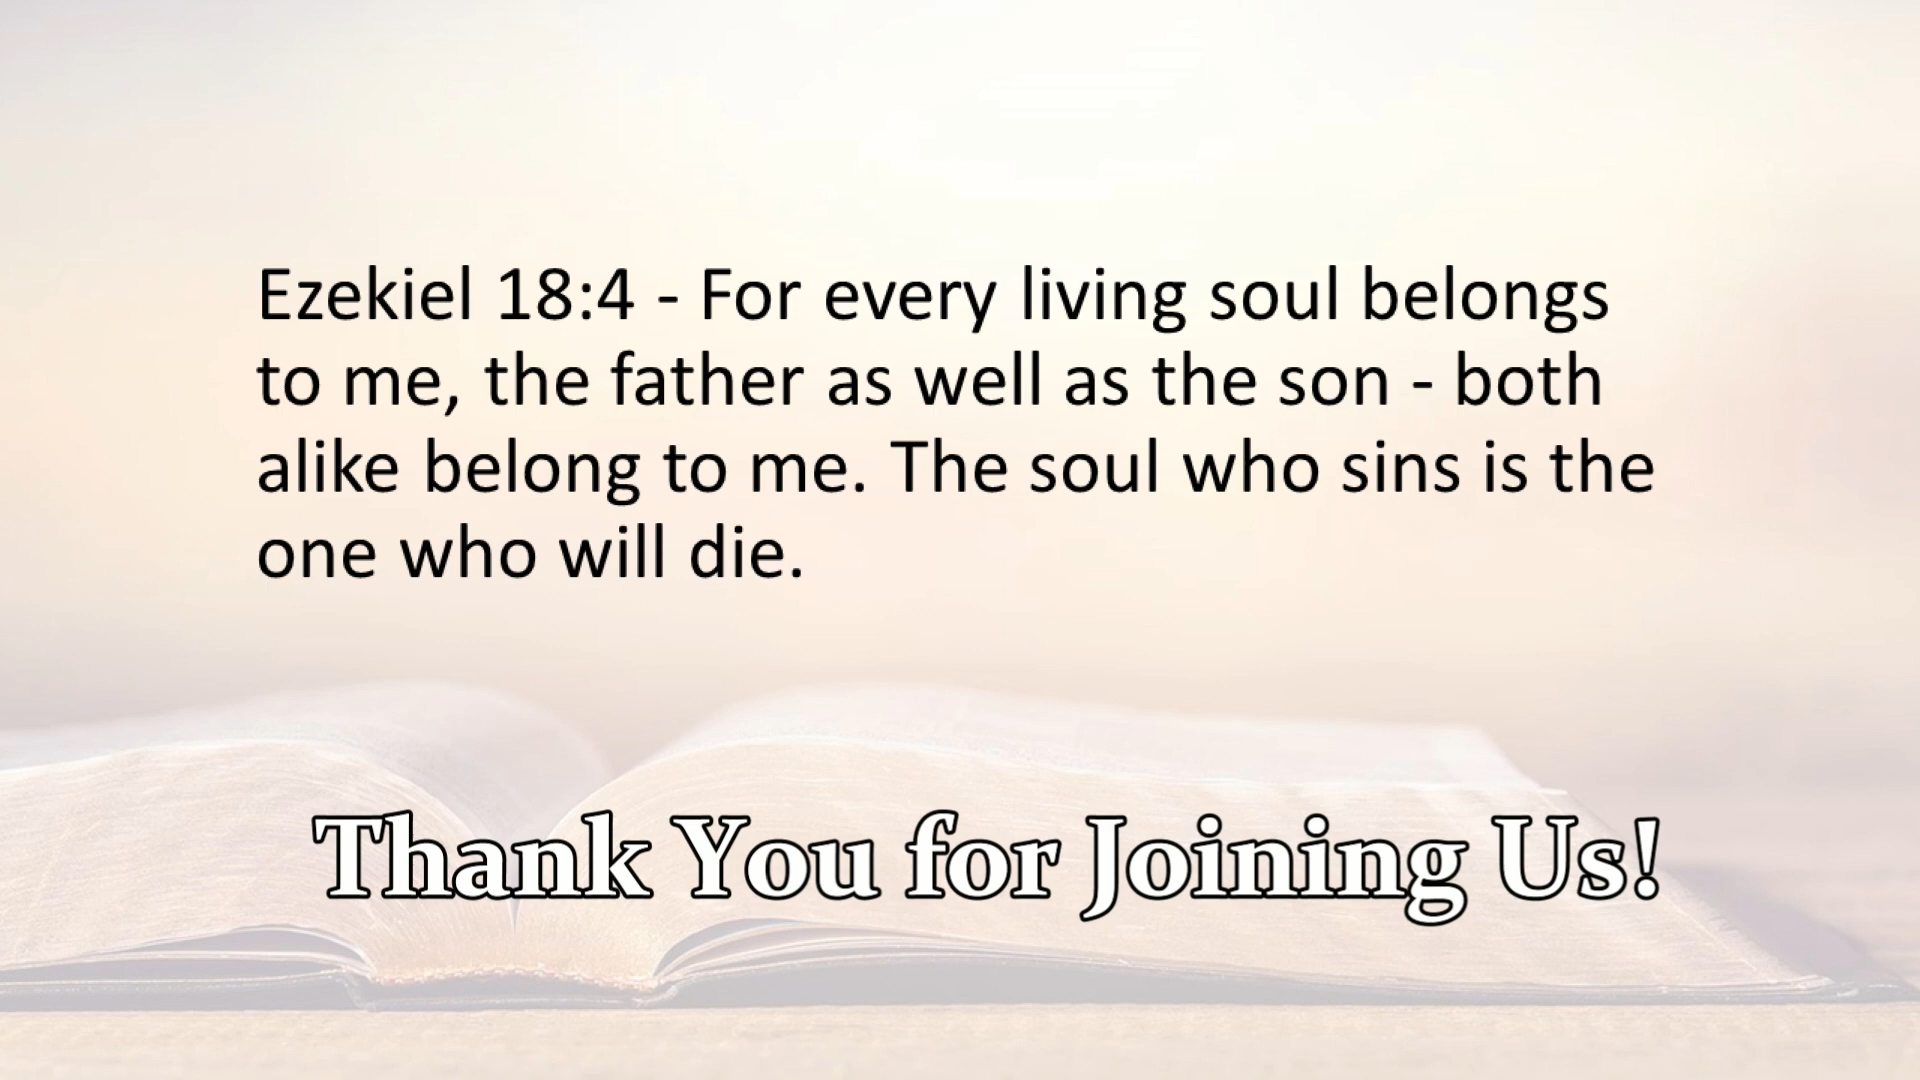 Ezekiel 18:4 - For every living soul belongs
to me, the father as well as the son - both
alike belong to me. The soul who sins is the
one who will die.
Thank You for Joining Us!